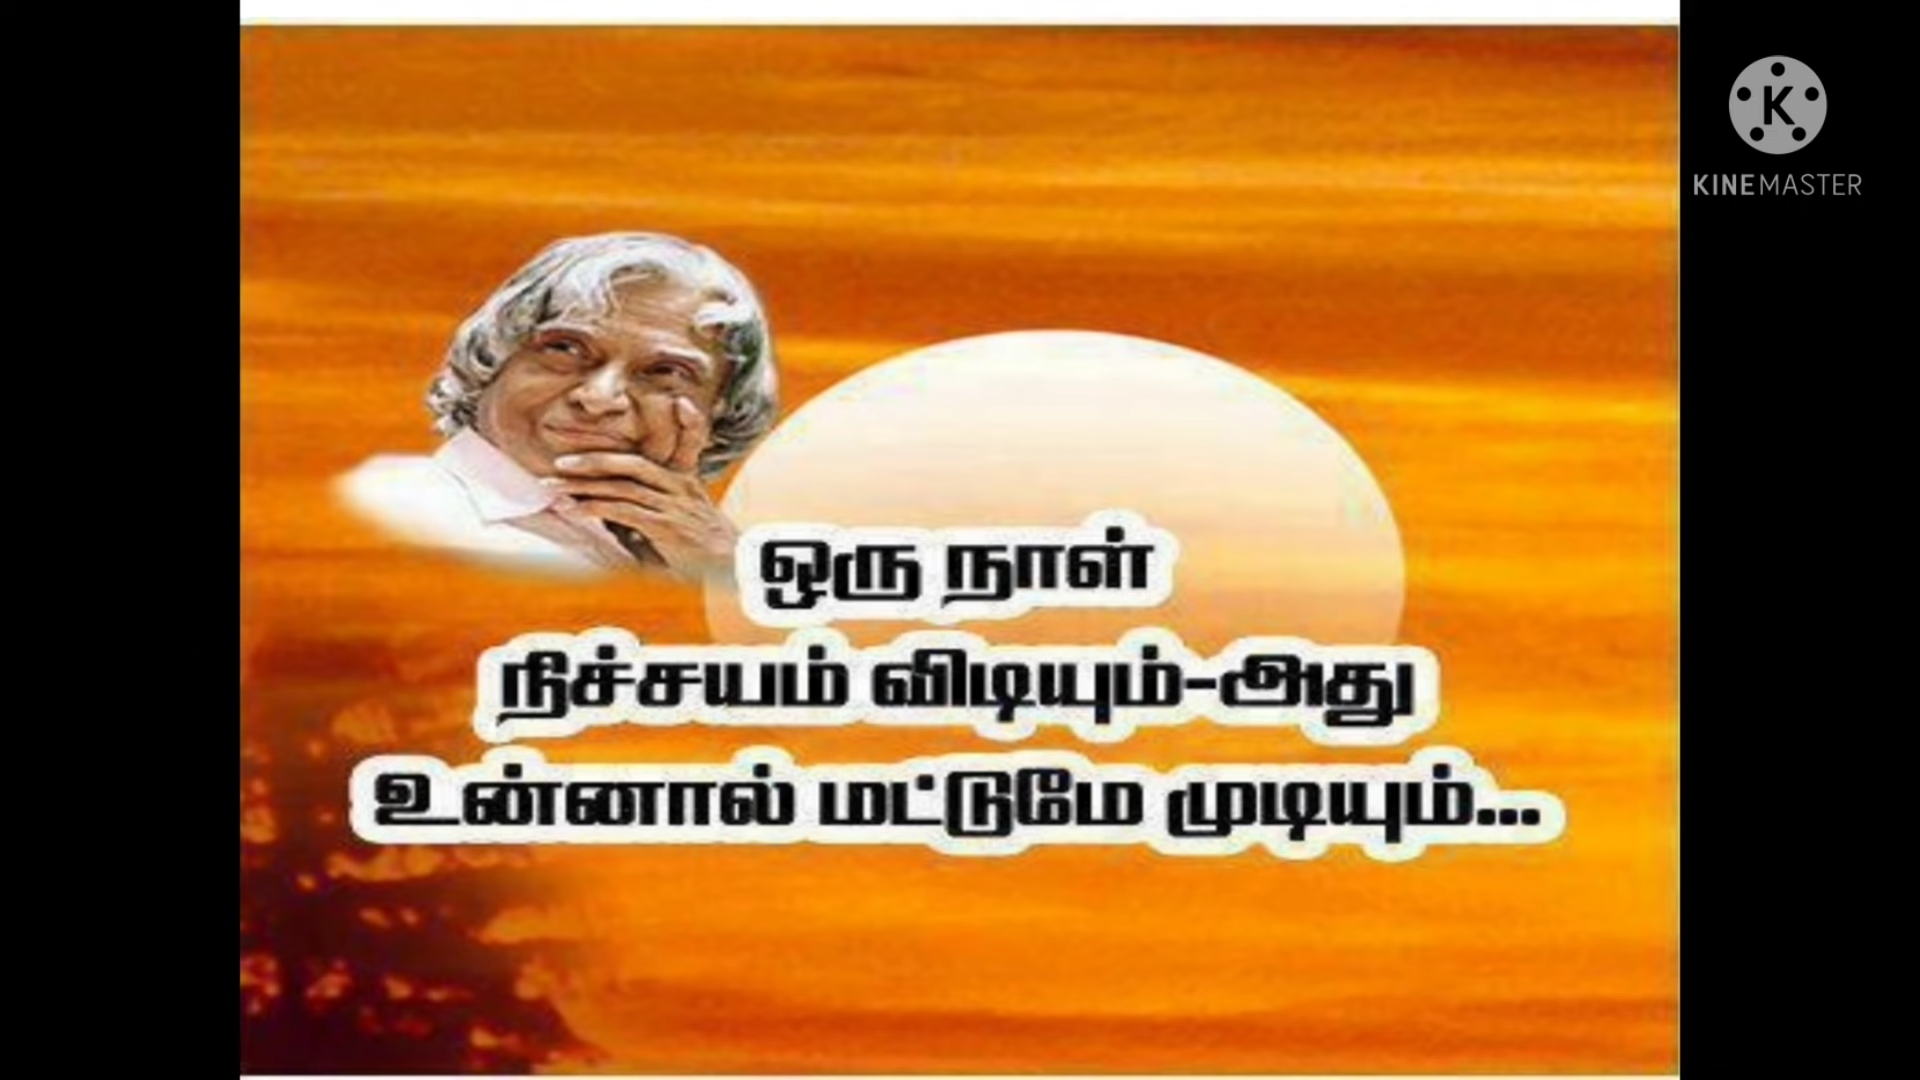 KINEMASTER
ஒரு நாள்
நிச்சயம் விடியும்-அது
உன்னால் மட்டுமே முடியும்...